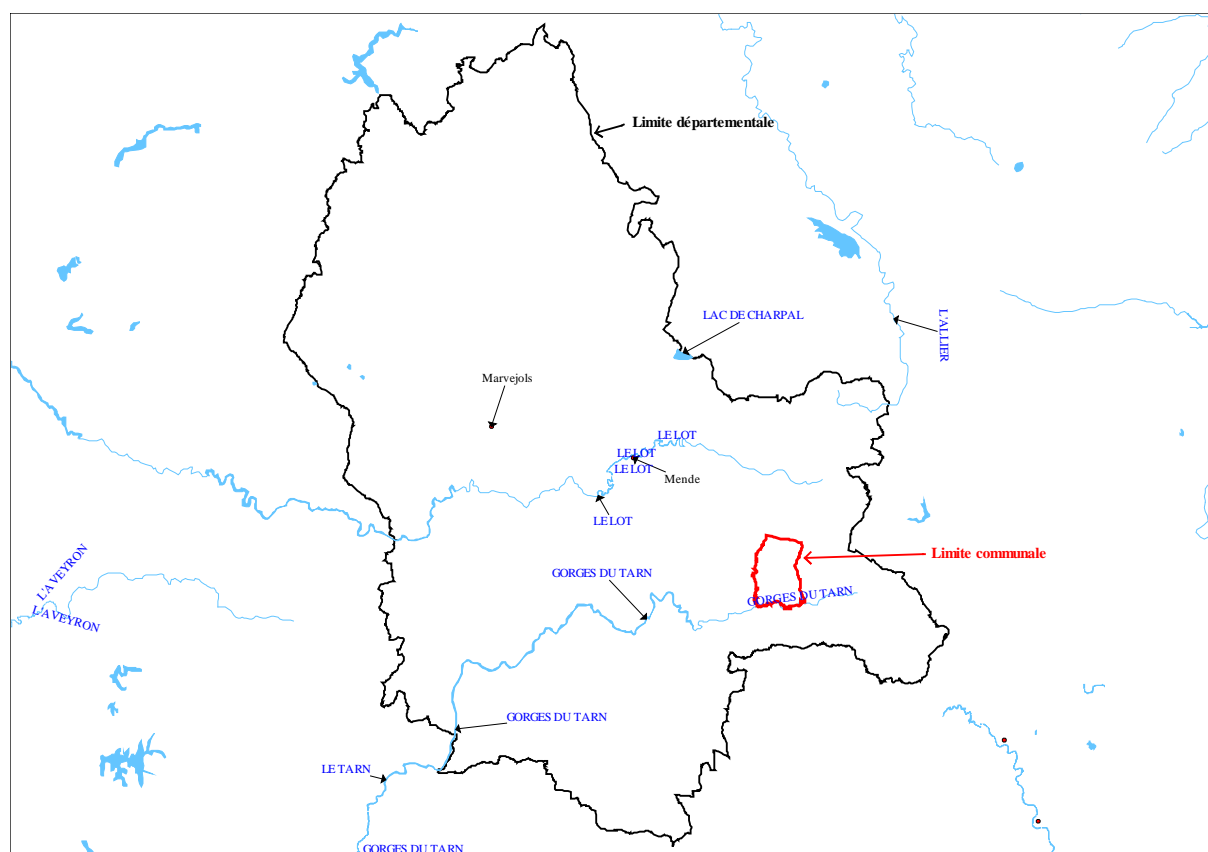 Limite départementale
LAC DE CHARPAL
L'ALLIER
Marvejols
LE LOT
LE LOT
LE LOT
Mende
LE LOT
Limite communale
L'AVEYRON
L'AVEYRON
GORGES DU TARN
GORGES DU TARN
GORGES DU TARN
LE TARN
GORGES DU TARN